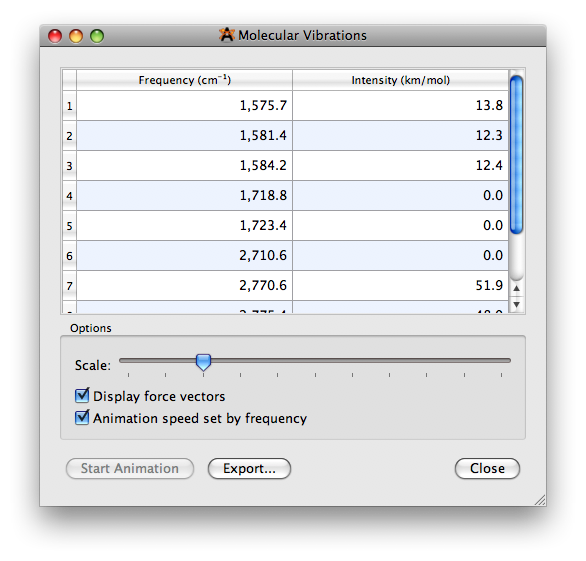 Molecular Vibrations
Frequency (cm⁻¹) Intensity (km/mol)
1 1,575.7 13.8
2 1,581.4 12.3
3 1,584.2 12.4
4 1,718.8 0.0
5 1,723.4 0.0
6 2,710.6 0.0
7 2,770.6 51.9
Options
Scale:
Display force vectors
Animation speed set by frequency
Start Animation Export... Close